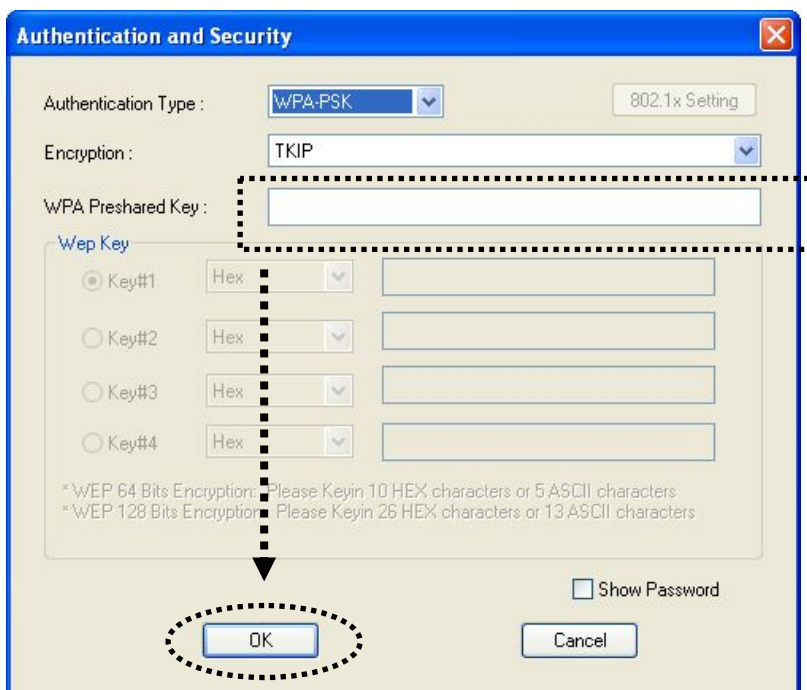 Authentication and Security
Authentication Type : WPA-PSK 802.1x Setting
Encryption : TKIP
WPA Preshared Key :
Wep Key
Key#1 Hex
Key#2 Hex
Key#3 Hex
Key#4 Hex
* WEP 64 Bits Encryption: Please Keyin 10 HEX characters or 5 ASCII characters
* WEP 128 Bits Encryption: Please Keyin 26 HEX characters or 13 ASCII characters
Show Password
OK Cancel